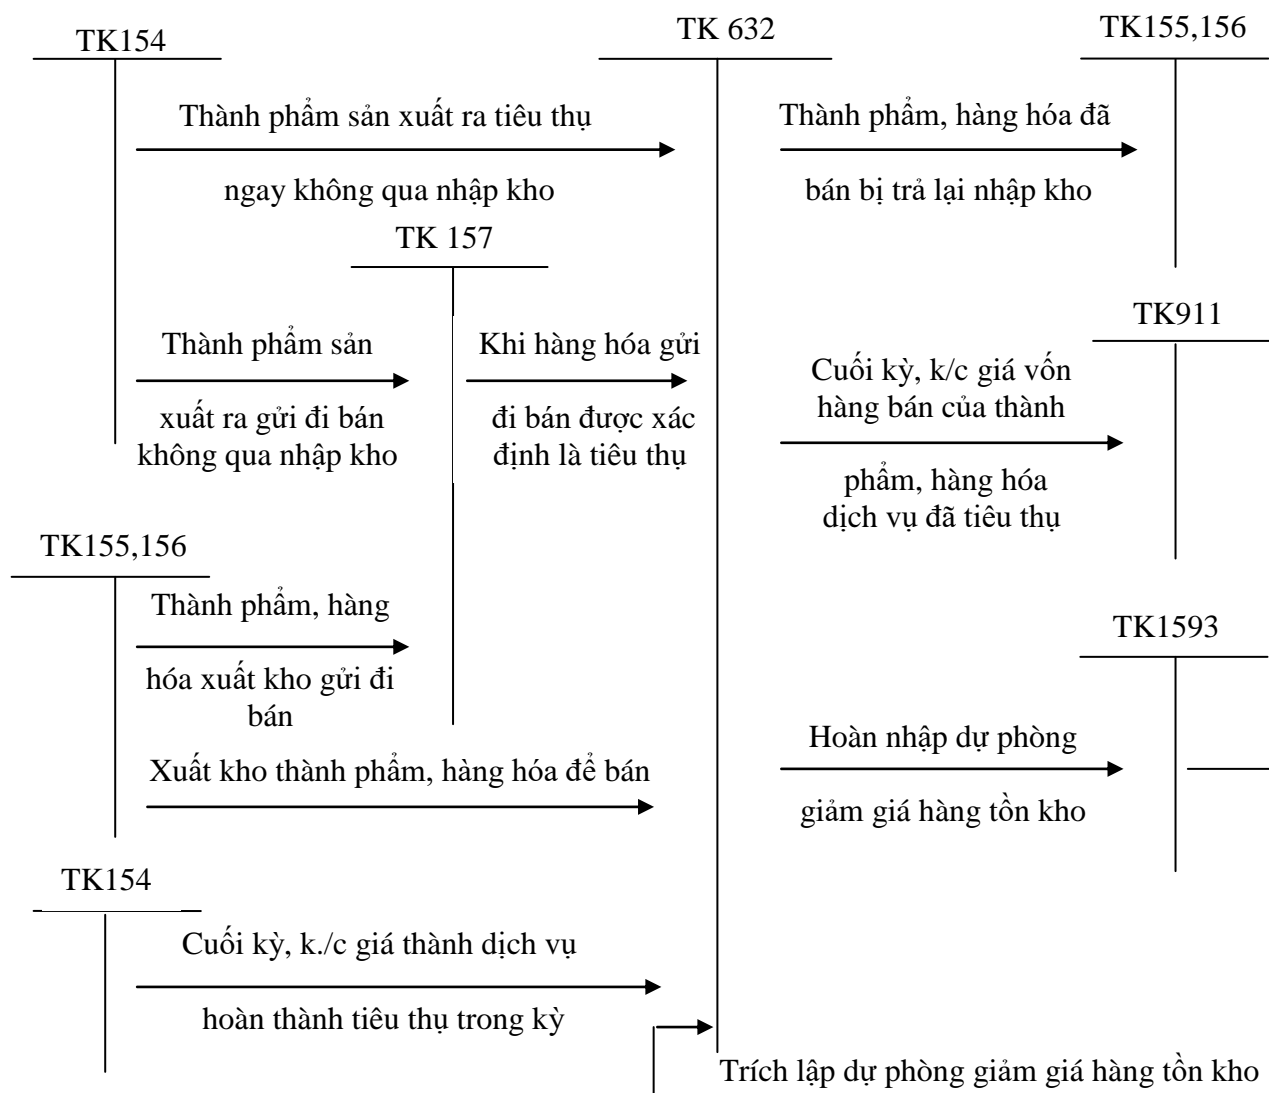 TK154
TK 632
TK155,156
Thành phẩm sản xuất ra tiêu thụ
ngay không qua nhập kho
Thành phẩm, hàng hóa đã
bán bị trả lại nhập kho
TK 157
Thành phẩm sản
xuất ra gửi đi bán
không qua nhập kho
Khi hàng hóa gửi
đi bán được xác
định là tiêu thụ
TK911
Cuối kỳ, k/c giá vốn
hàng bán của thành
phẩm, hàng hóa
dịch vụ đã tiêu thụ
TK155,156
Thành phẩm, hàng
hóa xuất kho gửi đi
bán
TK1593
Hoàn nhập dự phòng
giảm giá hàng tồn kho
Xuất kho thành phẩm, hàng hóa để bán
TK154
Cuối kỳ, k./c giá thành dịch vụ
hoàn thành tiêu thụ trong kỳ
Trích lập dự phòng giảm giá hàng tồn kho